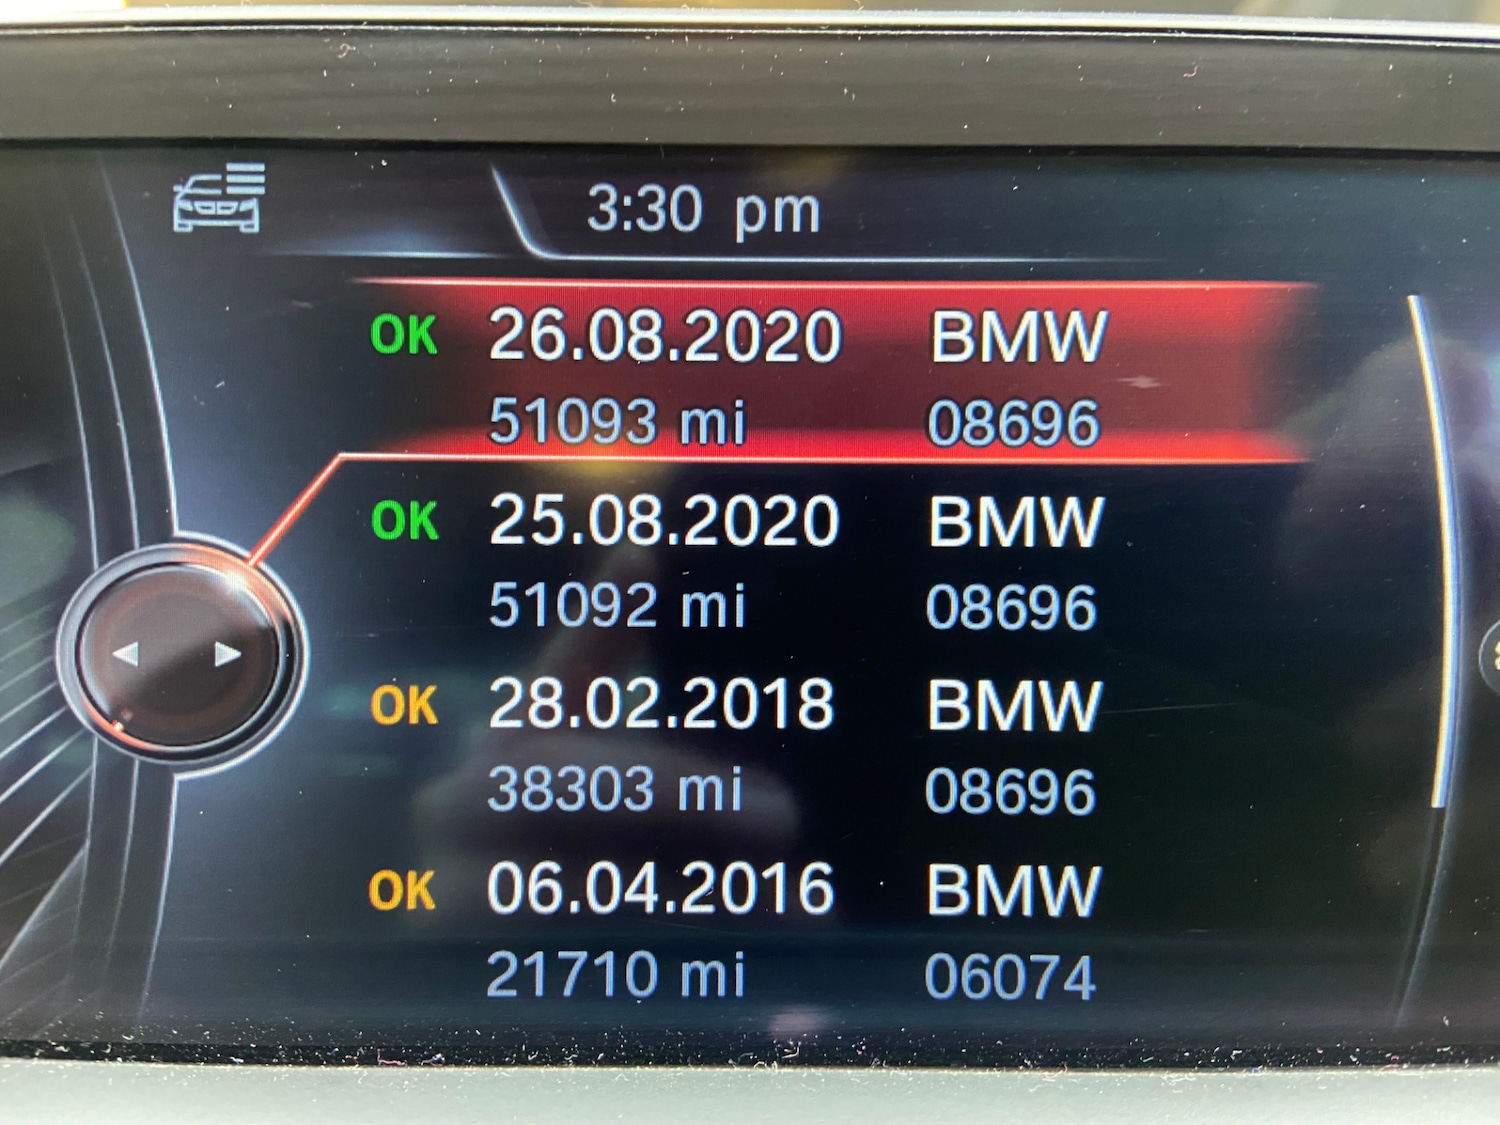 3:30 pm
OK 26.08.2020 BMW
51093 mi 08696
OK 25.08.2020 BMW
51092 mi 08696
OK 28.02.2018 BMW
38303 mi 08696
OK 06.04.2016 BMW
21710 mi 06074